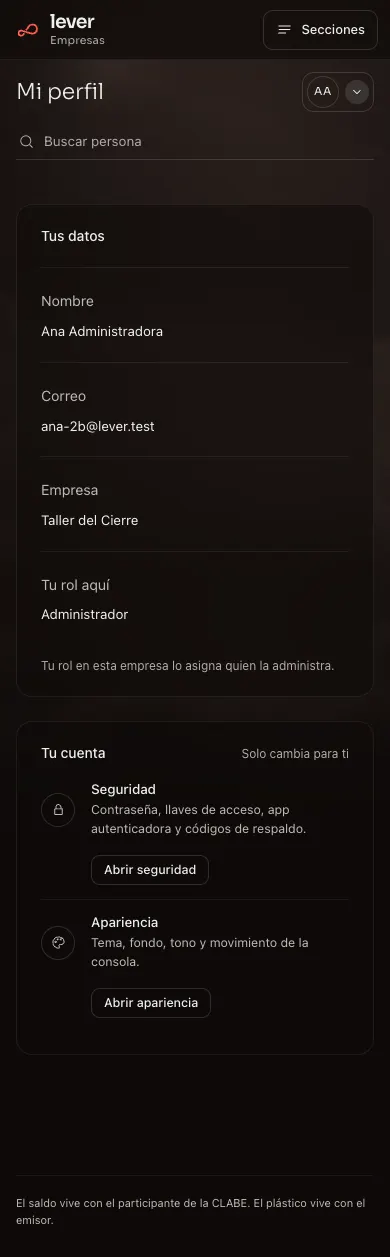 lever
Empresas
Secciones
Mi perfil
AA
Buscar persona
Tus datos
Nombre
Ana Administradora
Correo
ana-2b@lever.test
Empresa
Taller del Cierre
Tu rol aquí
Administrador
Tu rol en esta empresa lo asigna quien la administra.
Tu cuenta
Solo cambia para ti
Seguridad
Contraseña, llaves de acceso, app
autenticadora y códigos de respaldo.
Abrir seguridad
Apariencia
Tema, fondo, tono y movimiento de la
consola.
Abrir apariencia
El saldo vive con el participante de la CLABE. El plástico vive con el
emisor.